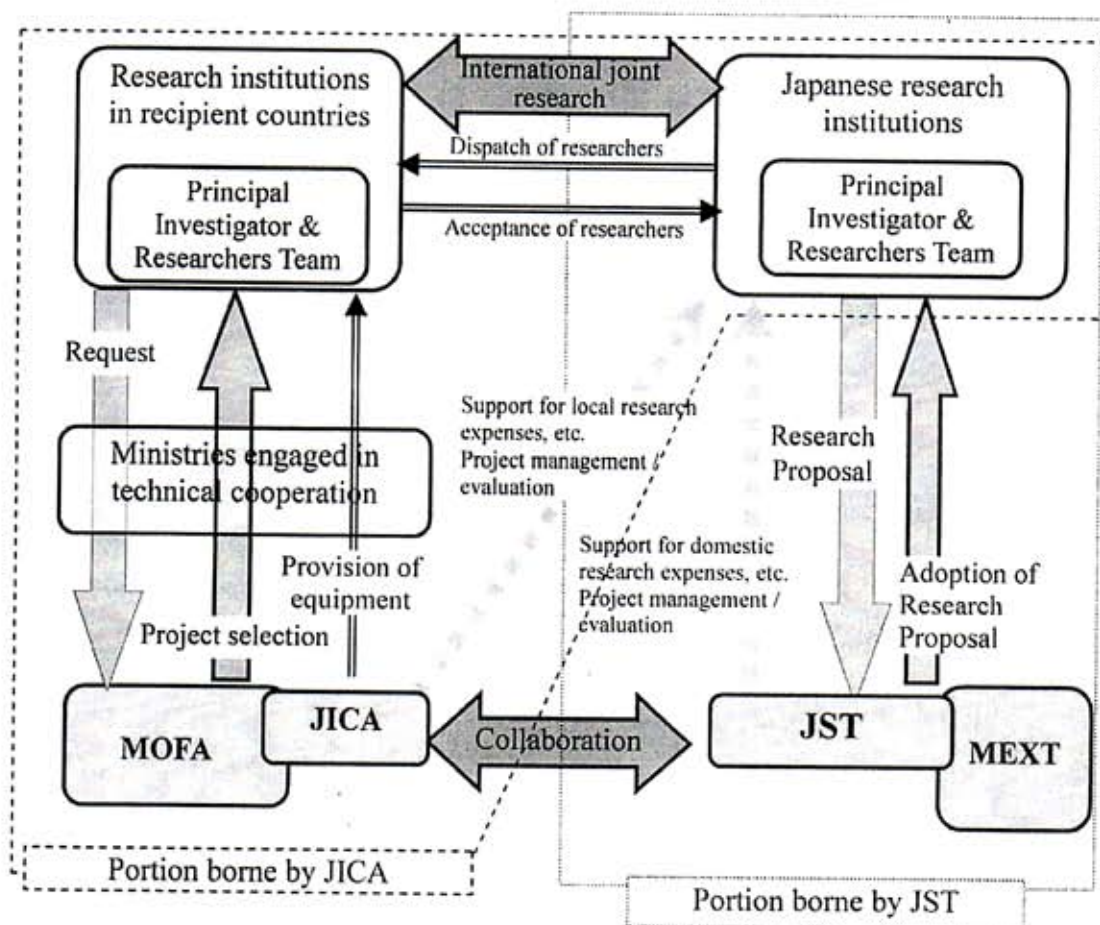 Research institutions
in recipient countries
Principal
Investigator &
Researchers Team
International joint
research
Dispatch of researchers
Acceptance of researchers
Japanese research
institutions
Principal
Investigator &
Researchers Team
Request
Ministries engaged in
technical cooperation
Provision of
equipment
Project selection
Support for local research
expenses, etc.
Project management /
evaluation
Support for domestic
research expenses, etc.
Project management /
evaluation
Research
Proposal
Adoption of
Research
Proposal
MOFA
JICA
Collaboration
JST
MEXT
Portion borne by JICA
Portion borne by JST